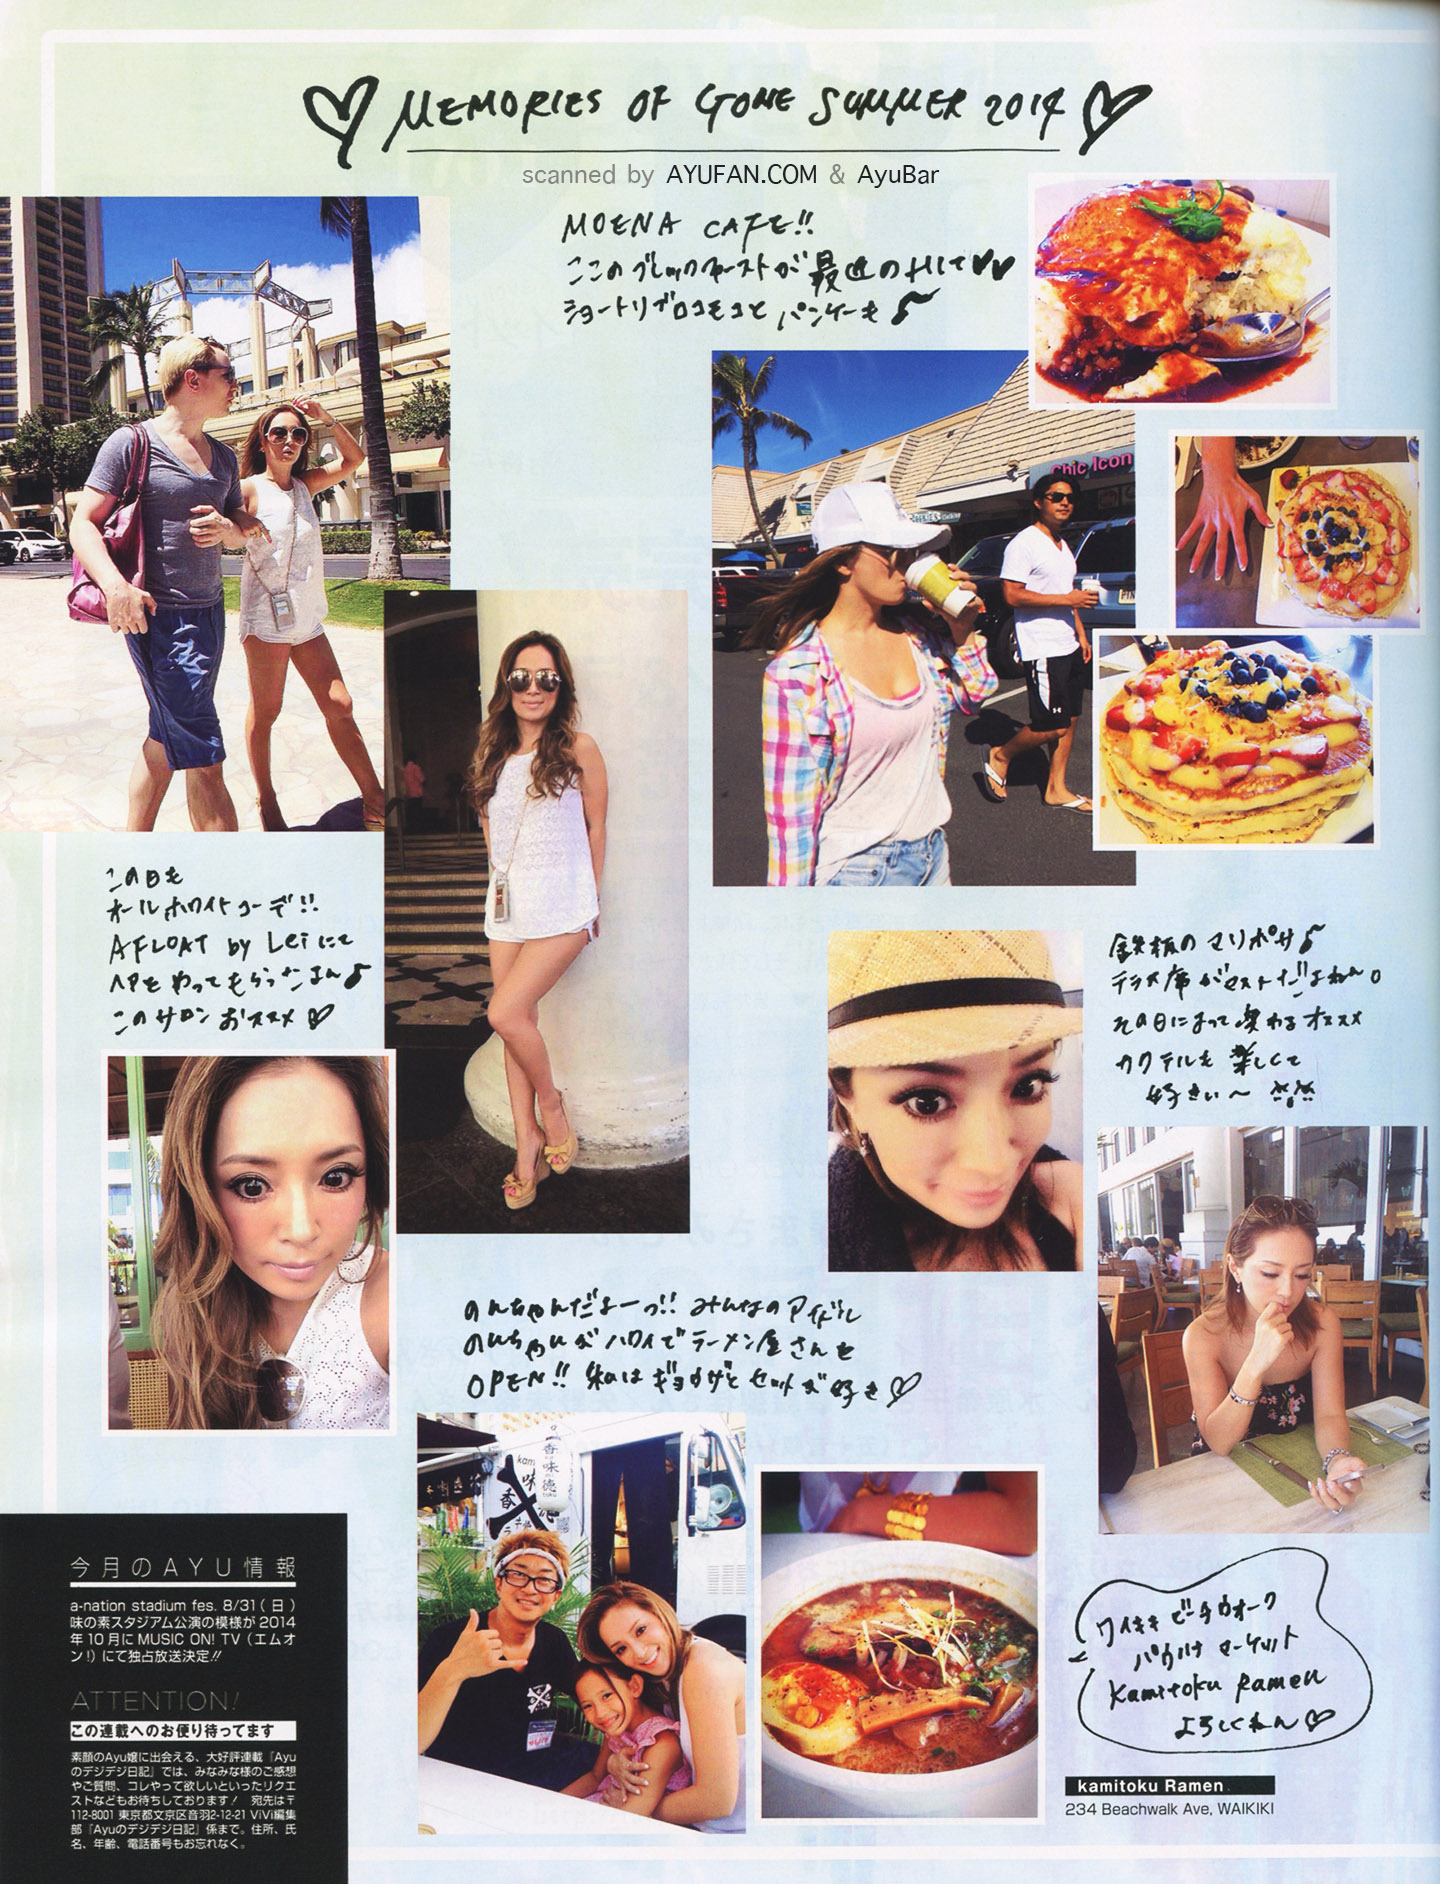 MEMORIES OF GONE SUMMER 2014
scanned by AYUFAN.COM & AyuBar
MOENA CAFE!!
ここのブレックファーストが最近のHItで
ショートリブロコモコとパンケーキ
chic Icon
この日も
オールホワイトコーデ!!
AFLOAT by Leiにて
ヘアをやってもらったまん
このサロンおススメ
鉄板のマリポサ
テラス席がマストだよねん。
その日によって変わるオススメ
カクテルも楽しくて
好きぃ〜
のんちゃんだよーっ!! みんなのアイドル
のんちゃんがハワイでラーメン屋さんを
OPEN!! 私はギョウザとセットが好き
香味徳
ワイキキビーチウォーク
パウハナマーケット
Kamitoku Ramen
よろしくねん
kamitoku Ramen
234 Beachwalk Ave, WAIKIKI
今月のAYU情報
a-nation stadium fes. 8/31(日)
味の素スタジアム公演の模様が2014
年10月にMUSIC ON! TV(エムオ
ン!)にて独占放送決定!!
ATTENTION!
この連載へのお便り待ってます
素顔のAyu嬢に出会える、大好評連載『Ayu
のデジデジ日記』では、みなみな様のご感想
やご質問、コレやって欲しいといったリクエ
ストなどもお待ちしております! 宛先は〒
112-8001 東京都文京区音羽2-12-21 ViVi編集
部『Ayuのデジデジ日記』係まで。住所、氏
名、年齢、電話番号もお忘れなく。